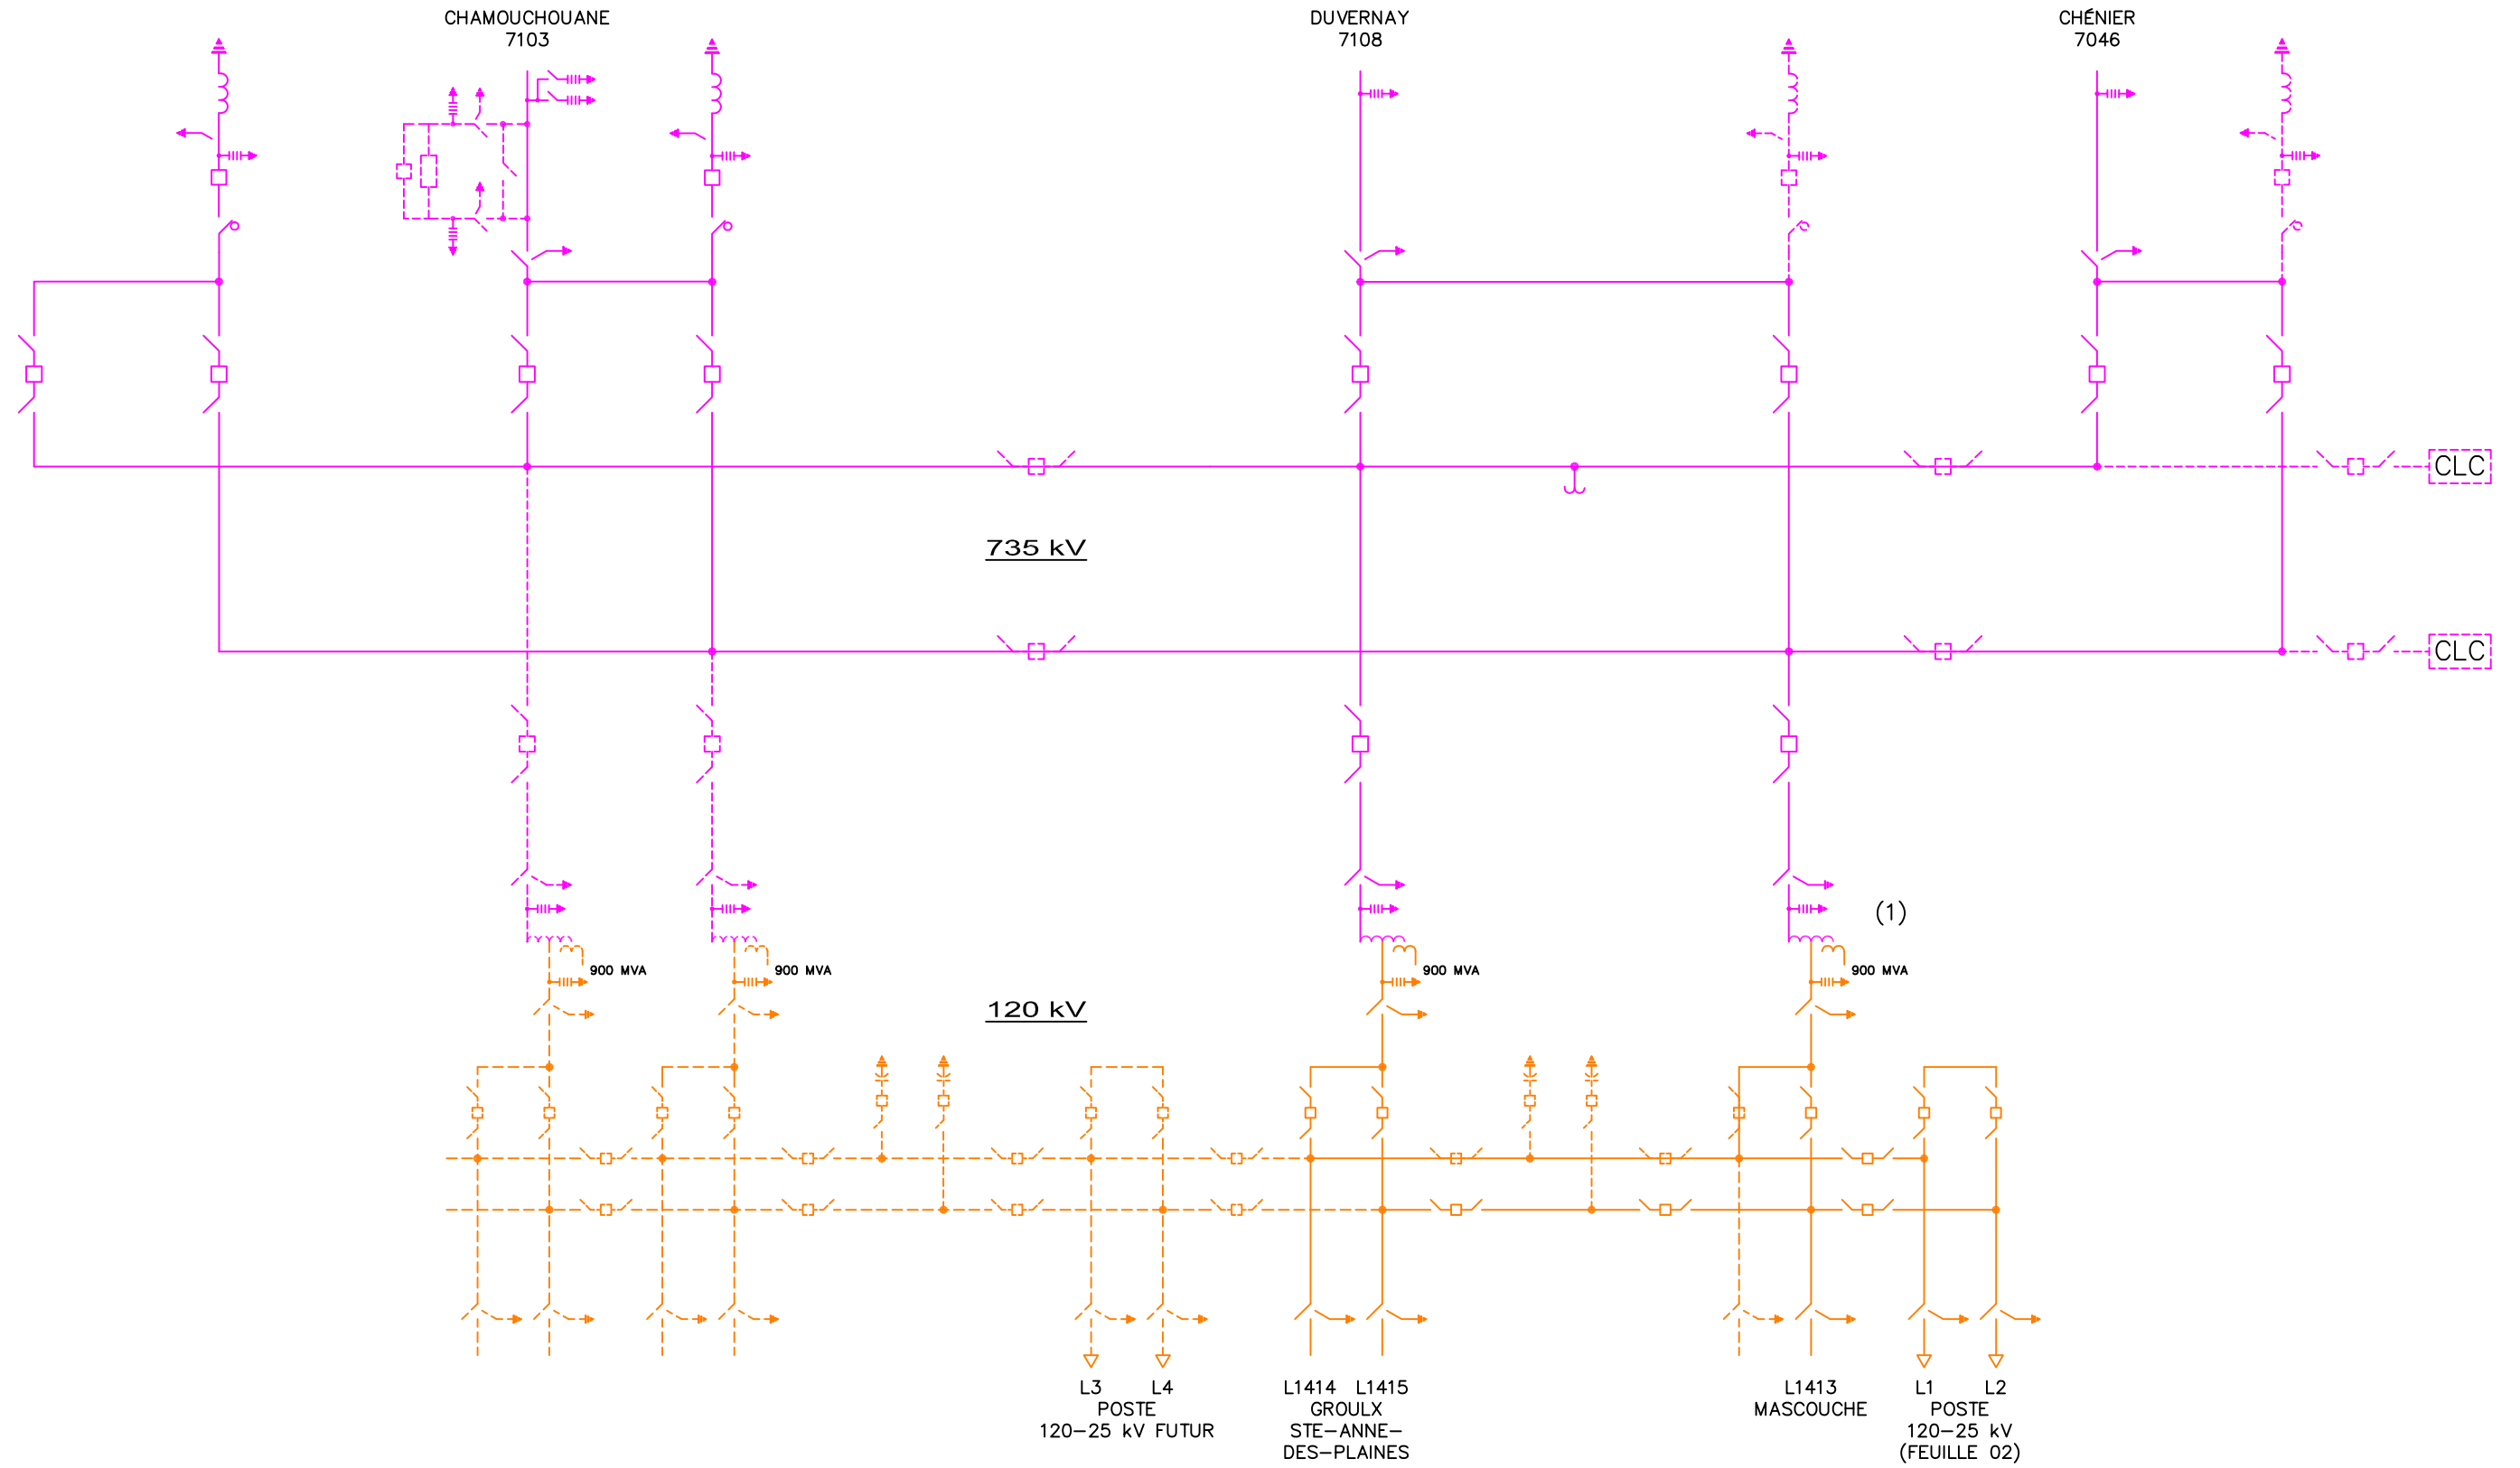 CHAMOUCHOUANE
7103
DUVERNAY
7108
CHÉNIER
7046
CLC
735 kV
CLC
(1)
900 MVA
900 MVA
900 MVA
900 MVA
120 kV
L3
L4
POSTE
120-25 kV FUTUR
L1414
L1415
GROULX
STE-ANNE-
DES-PLAINES
L1413
MASCOUCHE
L1
L2
POSTE
120-25 kV
(FEUILLE 02)